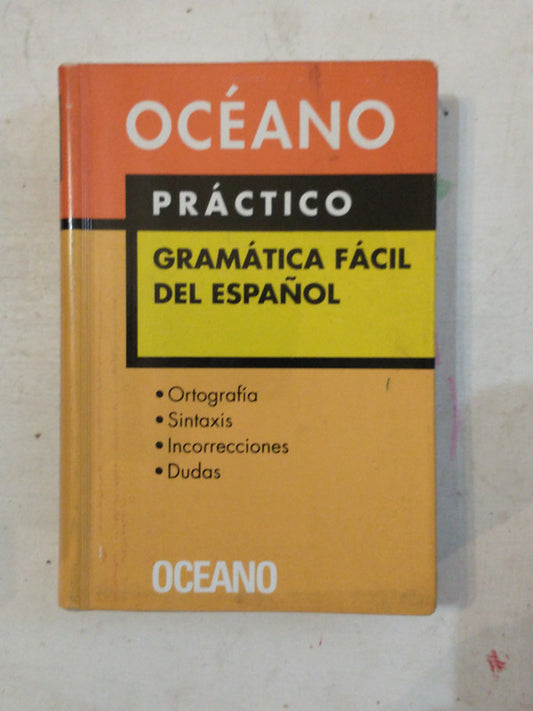 OCÉANO
PRÁCTICO
GRAMÁTICA FÁCIL
DEL ESPAÑOL
• Ortografía
• Sintaxis
• Incorrecciones
• Dudas
OCEANO